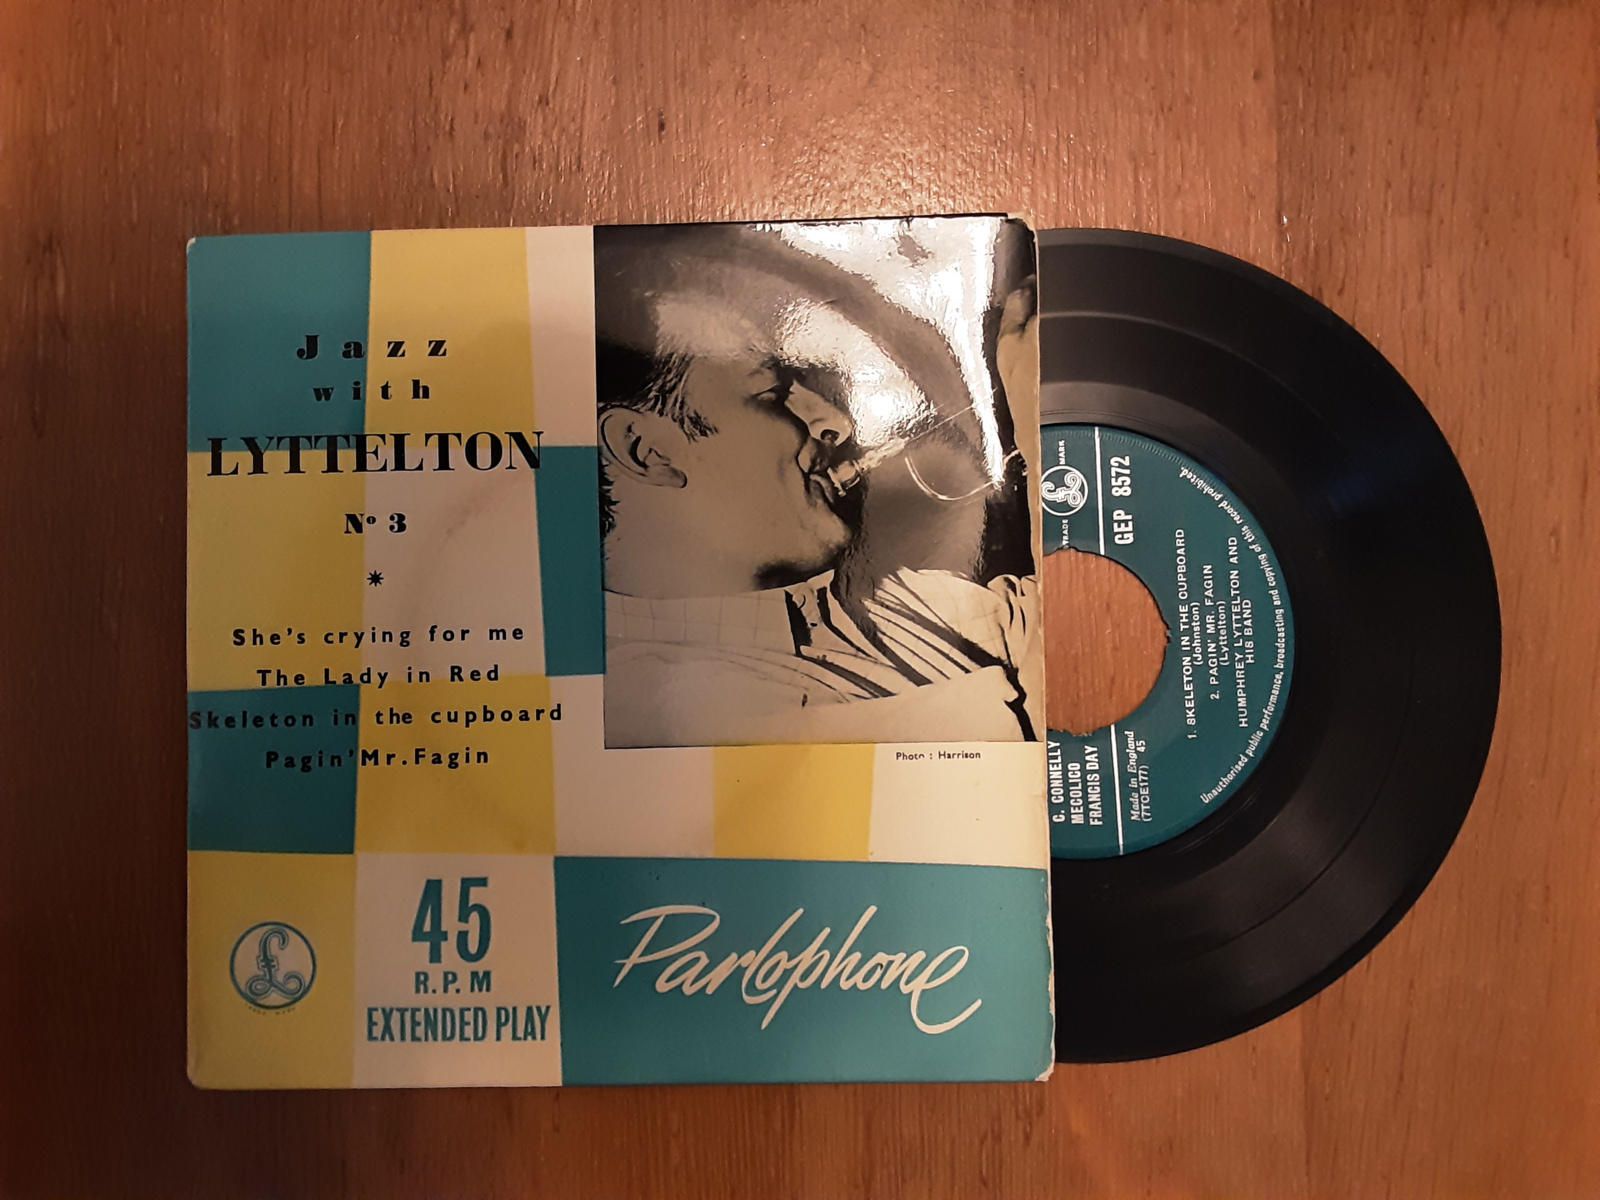 Jazz
with
LYTTELTON
Nº 3
She's crying for me
The Lady in Red
Skeleton in the cupboard
Pagin' Mr. Fagin
Photo : Harrison
45
R.P.M
EXTENDED PLAY
Parlophone
TRADE MARK
GEP 8572
1. SKELETON IN THE CUPBOARD
(Johnston)
2. PAGIN' MR. FAGIN
(Lyttelton)
HUMPHREY LYTTELTON AND
HIS BAND
C. CONNELLY
MECOLICO
FRANCIS DAY
Made in England
(7TCE177) 45
Unauthorised public performance, broadcasting and copying of this record prohibited.